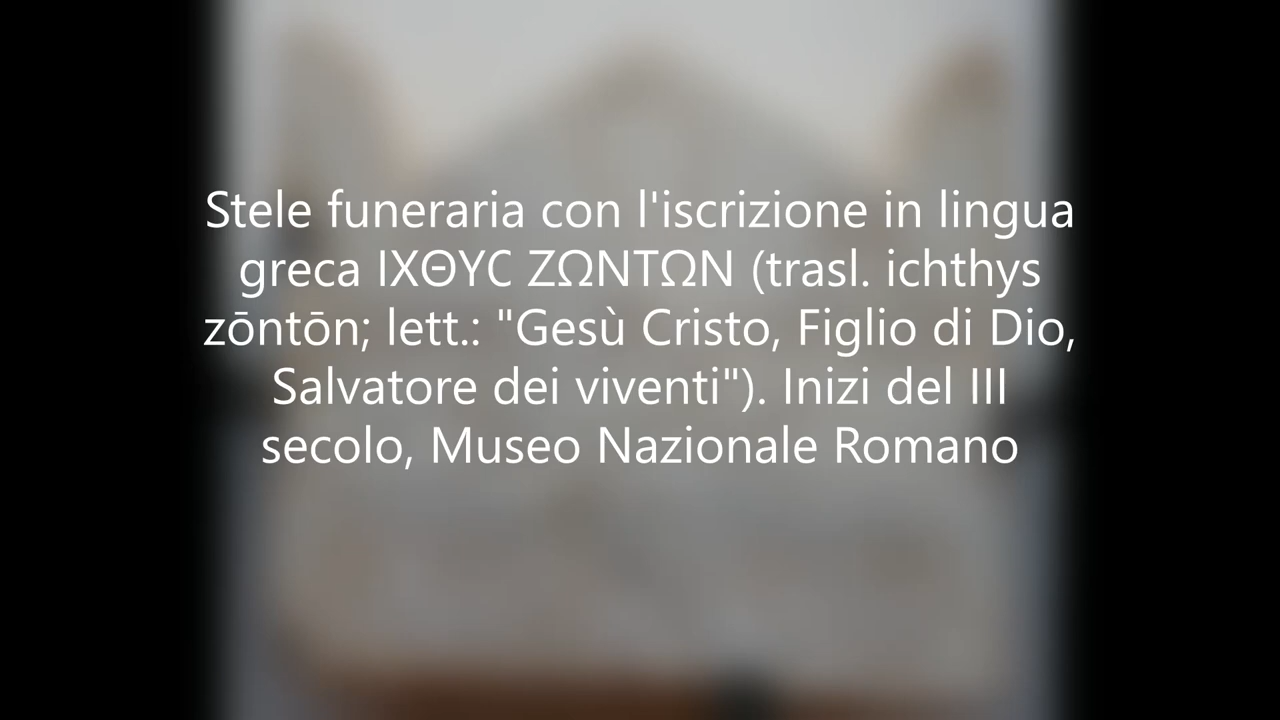 Stele funeraria con l'iscrizione in lingua
greca ΙΧΘΥϹ ΖΩΝΤΩΝ (trasl. ichthys
zōntōn; lett.: "Gesù Cristo, Figlio di Dio,
Salvatore dei viventi"). Inizi del III
secolo, Museo Nazionale Romano